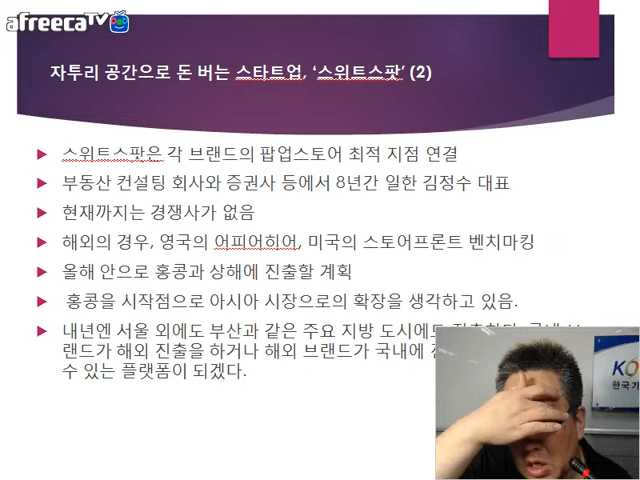 afreecaTV
자투리 공간으로 돈 버는 스타트업, ‘스위트스팟’ (2)
스위트스팟은 각 브랜드의 팝업스토어 최적 지점 연결
부동산 컨설팅 회사와 증권사 등에서 8년간 일한 김정수 대표
현재까지는 경쟁사가 없음
해외의 경우, 영국의 어피어히어, 미국의 스토어프론트 벤치마킹
올해 안으로 홍콩과 상해에 진출할 계획
홍콩을 시작점으로 아시아 시장으로의 확장을 생각하고 있음.
내년엔 서울 외에도 부산과 같은 주요 지방 도시에도
랜드가 해외 진출을 하거나 해외 브랜드가 국내에
수 있는 플랫폼이 되겠다.
KO
한국기